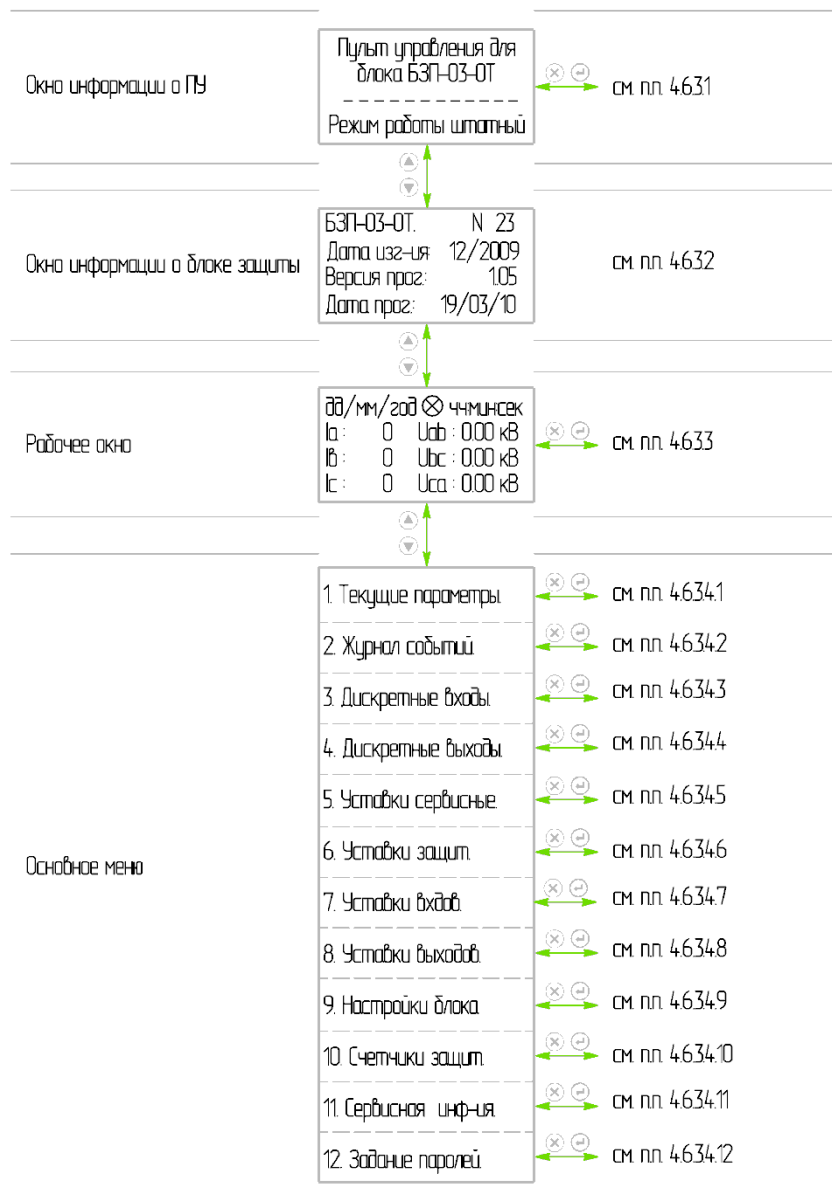 Пульт управления для
блока БЗП-03-ОТ
Режим работы штатный
Окно информации о ПУ
см. п.п. 4.6.3.1
БЗП-03-ОТ. N 23
Дата изг-ия: 12/2009
Версия прог.: 1.05
Дата прог.: 19/03/10
Окно информации о блоке защиты
см. п.п. 4.6.3.2
дд/мм/год ччминсек
Ia : 0 Uab : 0.00 кВ
Iв : 0 Ubc : 0.00 кВ
Ic : 0 Uca : 0.00 кВ
Рабочее окно
см. п.п. 4.6.3.3
Основное меню
1. Текущие параметры. см. п.п. 4.6.3.4.1
2. Журнал событий. см. п.п. 4.6.3.4.2
3. Дискретные входы. см. п.п. 4.6.3.4.3
4. Дискретные выходы. см. п.п. 4.6.3.4.4
5. Уставки сервисные. см. п.п. 4.6.3.4.5
6. Уставки защит. см. п.п. 4.6.3.4.6
7. Уставки вхдов. см. п.п. 4.6.3.4.7
8. Уставки выходов. см. п.п. 4.6.3.4.8
9. Настройки блока. см. п.п. 4.6.3.4.9
10. Счетчики защит. см. п.п. 4.6.3.4.10
11. Сервисная инф-ия. см. п.п. 4.6.3.4.11
12. Задание паролей. см. п.п. 4.6.3.4.12